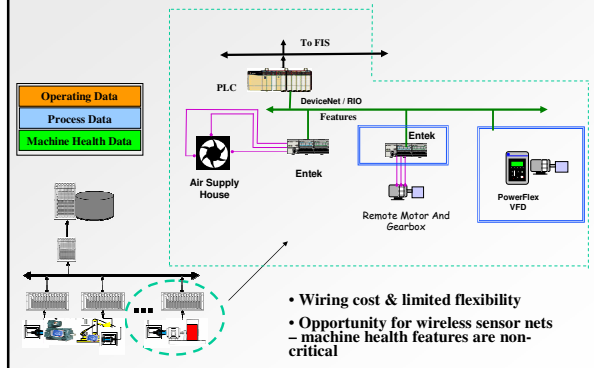 To FIS
PLC
DeviceNet / RIO
Features
Operating Data
Process Data
Machine Health Data
Air Supply
House
Entek
Entek
Remote Motor And
Gearbox
PowerFlex
VFD
• Wiring cost & limited flexibility
• Opportunity for wireless sensor nets
– machine health features are non-
critical